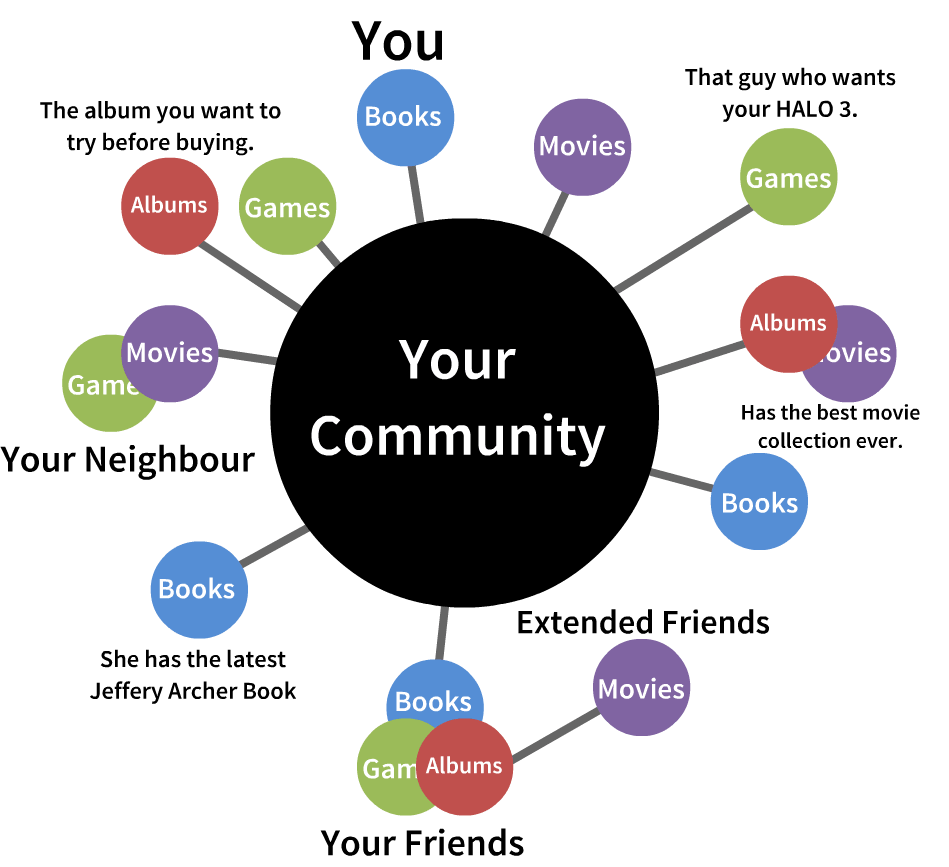 You
Books
Movies
That guy who wants
your HALO 3.
Games
The album you want to
try before buying.
Albums
Games
Albums
ovies
Has the best movie
collection ever.
Movies
Game
Your Neighbour
Your
Community
Books
Books
She has the latest
Jeffery Archer Book
Extended Friends
Movies
Books
Gam
Albums
Your Friends